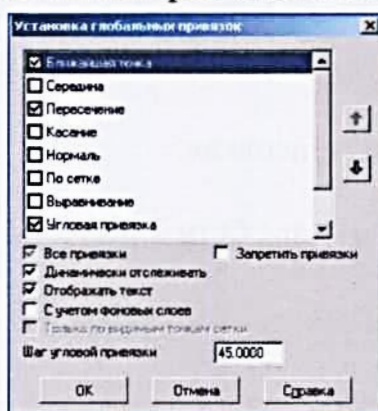 Установка глобальных привязок
Ближайшая точка
Середина
Пересечение
Касание
Нормаль
По сетке
Выравнивание
Угловая привязка
Все привязки
Запретить привязки
Динамически отслеживать
Отображать текст
С учетом фоновых слоев
Только по видимым точкам сетки
Шаг угловой привязки
45.0000
OK
Отмена
Справка